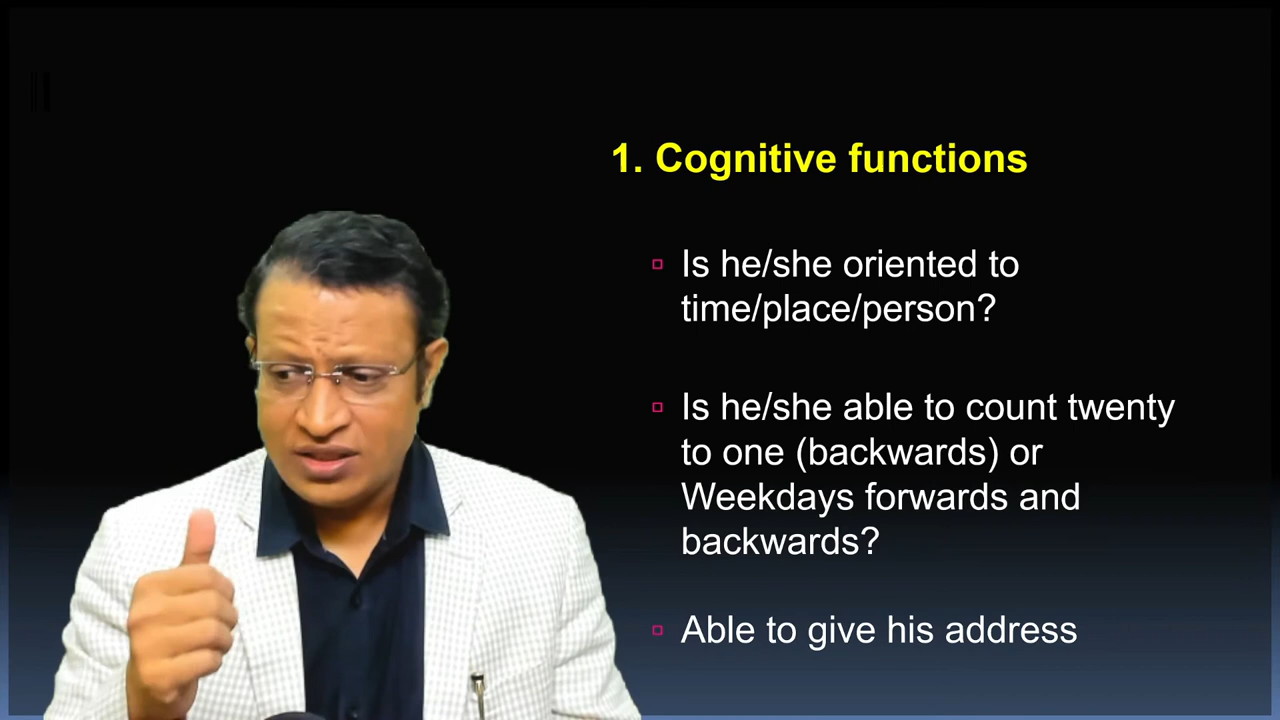 1. Cognitive functions
Is he/she oriented to
time/place/person?
Is he/she able to count twenty
to one (backwards) or
Weekdays forwards and
backwards?
Able to give his address